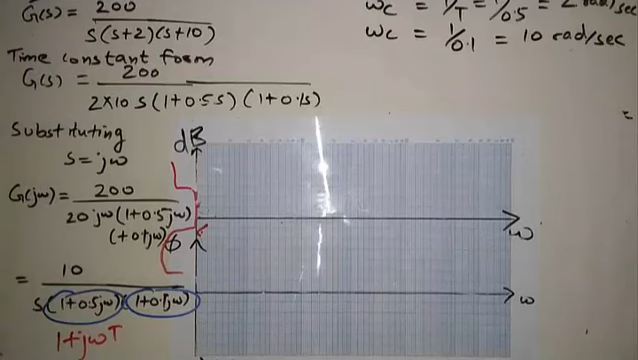 G(s) = 200
s(s+2)(s+10)
Time constant form
G(s) = 200
2×10 s(1+0.5s)(1+0.1s)
Substituting
s=jω
G(jω) = 200
20jω(1+0.5jω)
(1+0.1jω)
= 10
s(1+0.5jω)(1+0.1jω)
1+jωT
ωc = 1/T = 1/0.5 = 2 rad/sec
ωc = 1/0.1 = 10 rad/sec
=
dB
ω
ϕ
ω